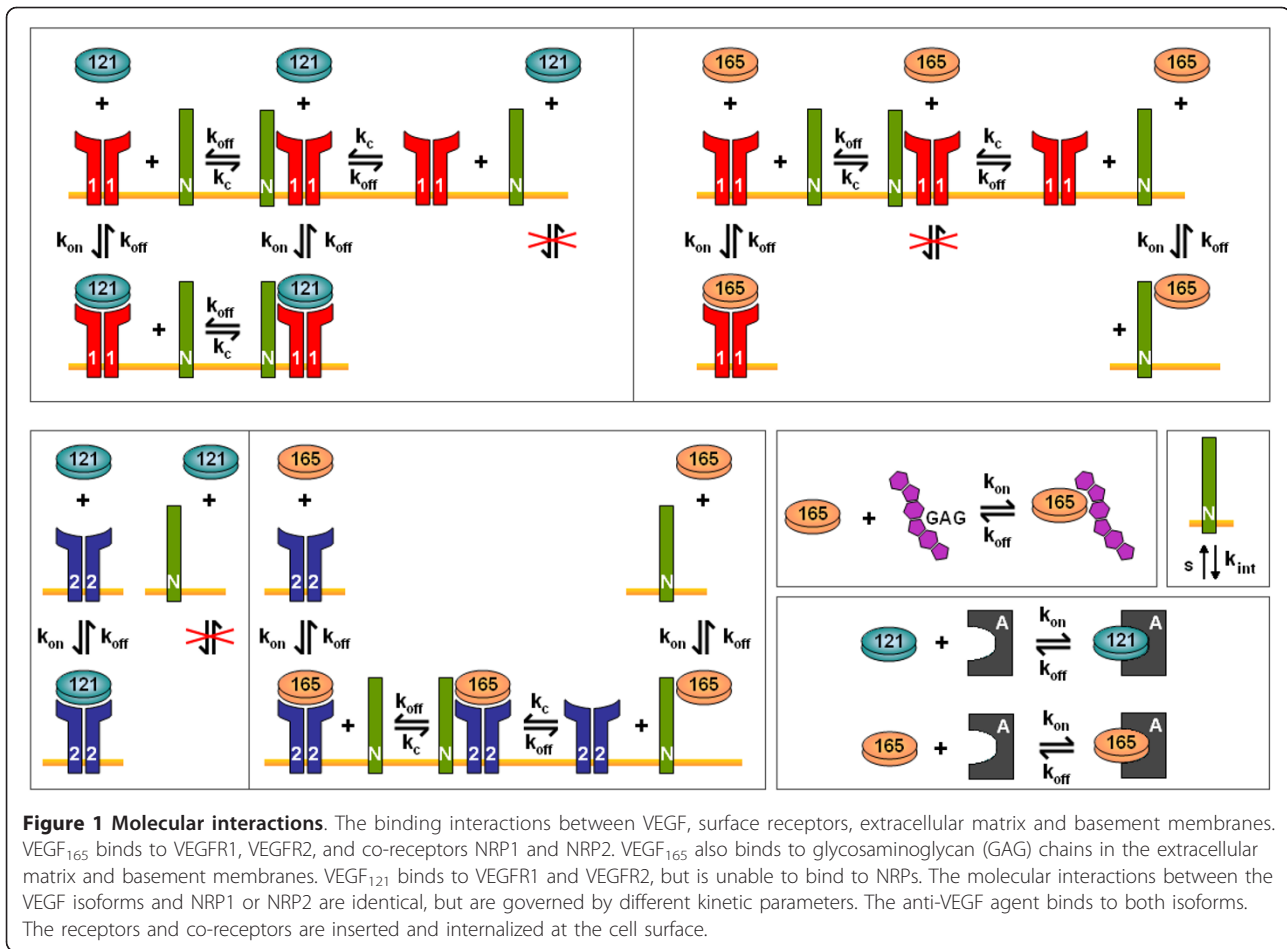 121 121 121
+ + +
k_off k_c
+ +
k_c k_off
1 1 N N 1 1 1 1 N
k_on k_off k_on k_off
121 121
k_off
+
k_c
1 1 N N 1 1
165 165 165
+ + +
k_off k_c
+ +
k_c k_off
1 1 N N 1 1 1 1 N
k_on k_off k_on k_off
165 165
+
1 1 N
121 121
+ +
2 2 N
k_on k_off
121
2 2
165 165
+ +
2 2 N
k_on k_off k_on k_off
165 165 165
k_off k_c
+ +
k_c k_off
2 2 N N 2 2 2 2 N
k_on
165 + GAG 165
k_off
N
s k_int
k_on
121 + A 121 A
k_off
k_on
165 + A 165 A
k_off
Figure 1 Molecular interactions. The binding interactions between VEGF, surface receptors, extracellular matrix and basement membranes.
VEGF165 binds to VEGFR1, VEGFR2, and co-receptors NRP1 and NRP2. VEGF165 also binds to glycosaminoglycan (GAG) chains in the extracellular
matrix and basement membranes. VEGF121 binds to VEGFR1 and VEGFR2, but is unable to bind to NRPs. The molecular interactions between the
VEGF isoforms and NRP1 or NRP2 are identical, but are governed by different kinetic parameters. The anti-VEGF agent binds to both isoforms.
The receptors and co-receptors are inserted and internalized at the cell surface.